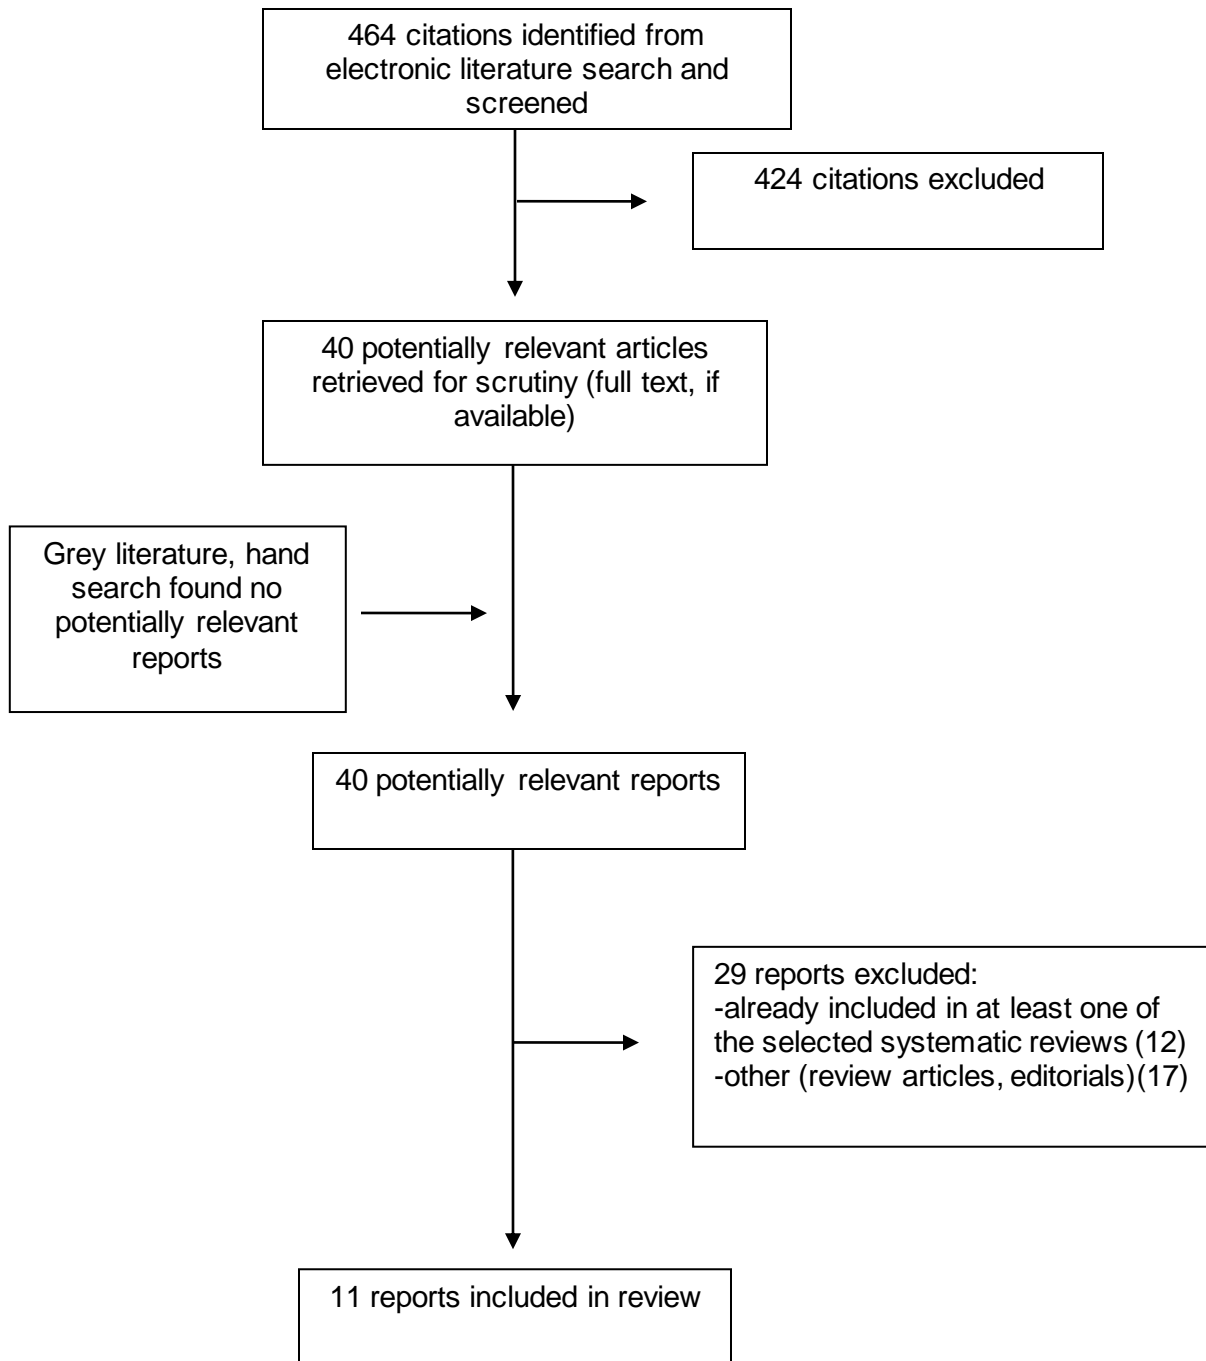 464 citations identified from
electronic literature search and
screened
424 citations excluded
40 potentially relevant articles
retrieved for scrutiny (full text, if
available)
Grey literature, hand
search found no
potentially relevant
reports
40 potentially relevant reports
29 reports excluded:
-already included in at least one of
the selected systematic reviews (12)
-other (review articles, editorials)(17)
11 reports included in review